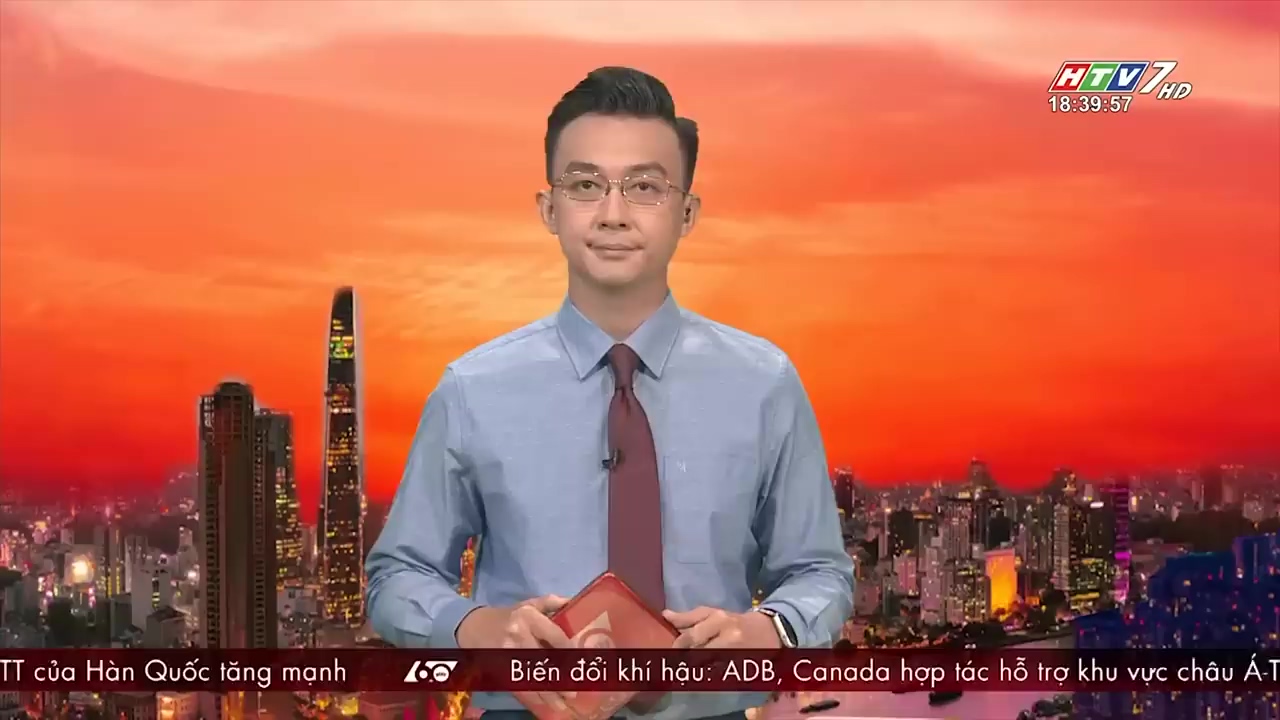 HTV7 HD
18:39:57
TT của Hàn Quốc tăng mạnh 60 Biến đổi khí hậu: ADB, Canada hợp tác hỗ trợ khu vực châu Á-T